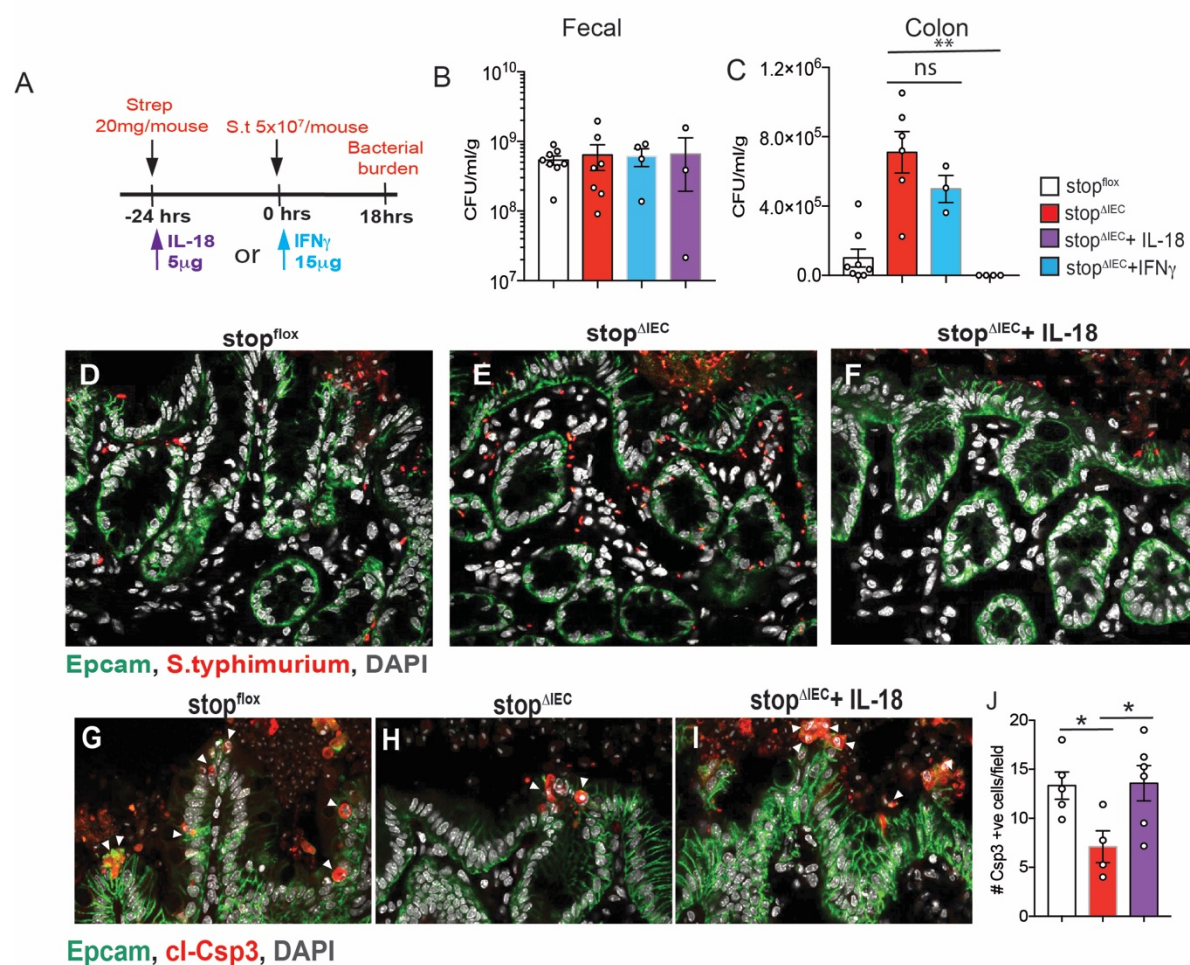 Fecal
Colon
A
Strep
20mg/mouse
S.t 5x10⁷/mouse
Bacterial
burden
-24 hrs
0 hrs
18hrs
IL-18
5µg
or
IFNγ
15µg
B
CFU/ml/g
10¹⁰
10⁹
10⁸
10⁷
C
CFU/ml/g
1.2×10⁶
8.0×10⁵
4.0×10⁵
0.0
**
ns
stop^flox
stop^ΔIEC
stop^ΔIEC+ IL-18
stop^ΔIEC+IFNγ
stop^flox
stop^ΔIEC
stop^ΔIEC+ IL-18
D
E
F
Epcam, S.typhimurium, DAPI
stop^flox
stop^ΔIEC
stop^ΔIEC+ IL-18
G
H
I
J
# Csp3 +ve cells/field
20
15
10
5
0
*
*
Epcam, cl-Csp3, DAPI